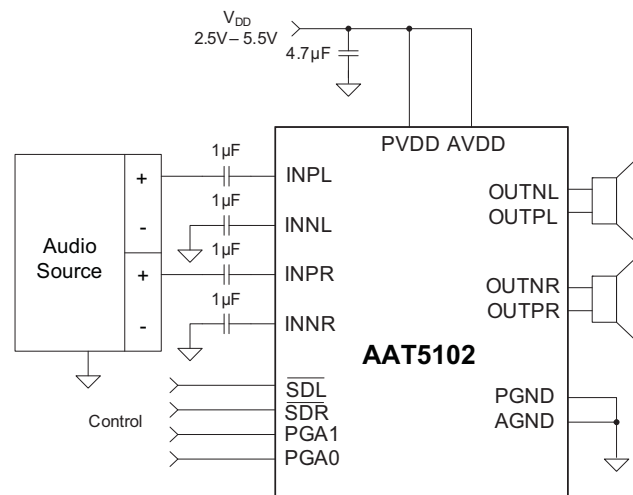 VDD
2.5V – 5.5V
4.7µF
PVDD AVDD
1µF
+
INPL
1µF
-
INNL
OUTNL
OUTPL
Audio
Source
1µF
+
INPR
1µF
-
INNR
OUTNR
OUTPR
AAT5102
Control
SDL
SDR
PGA1
PGA0
PGND
AGND